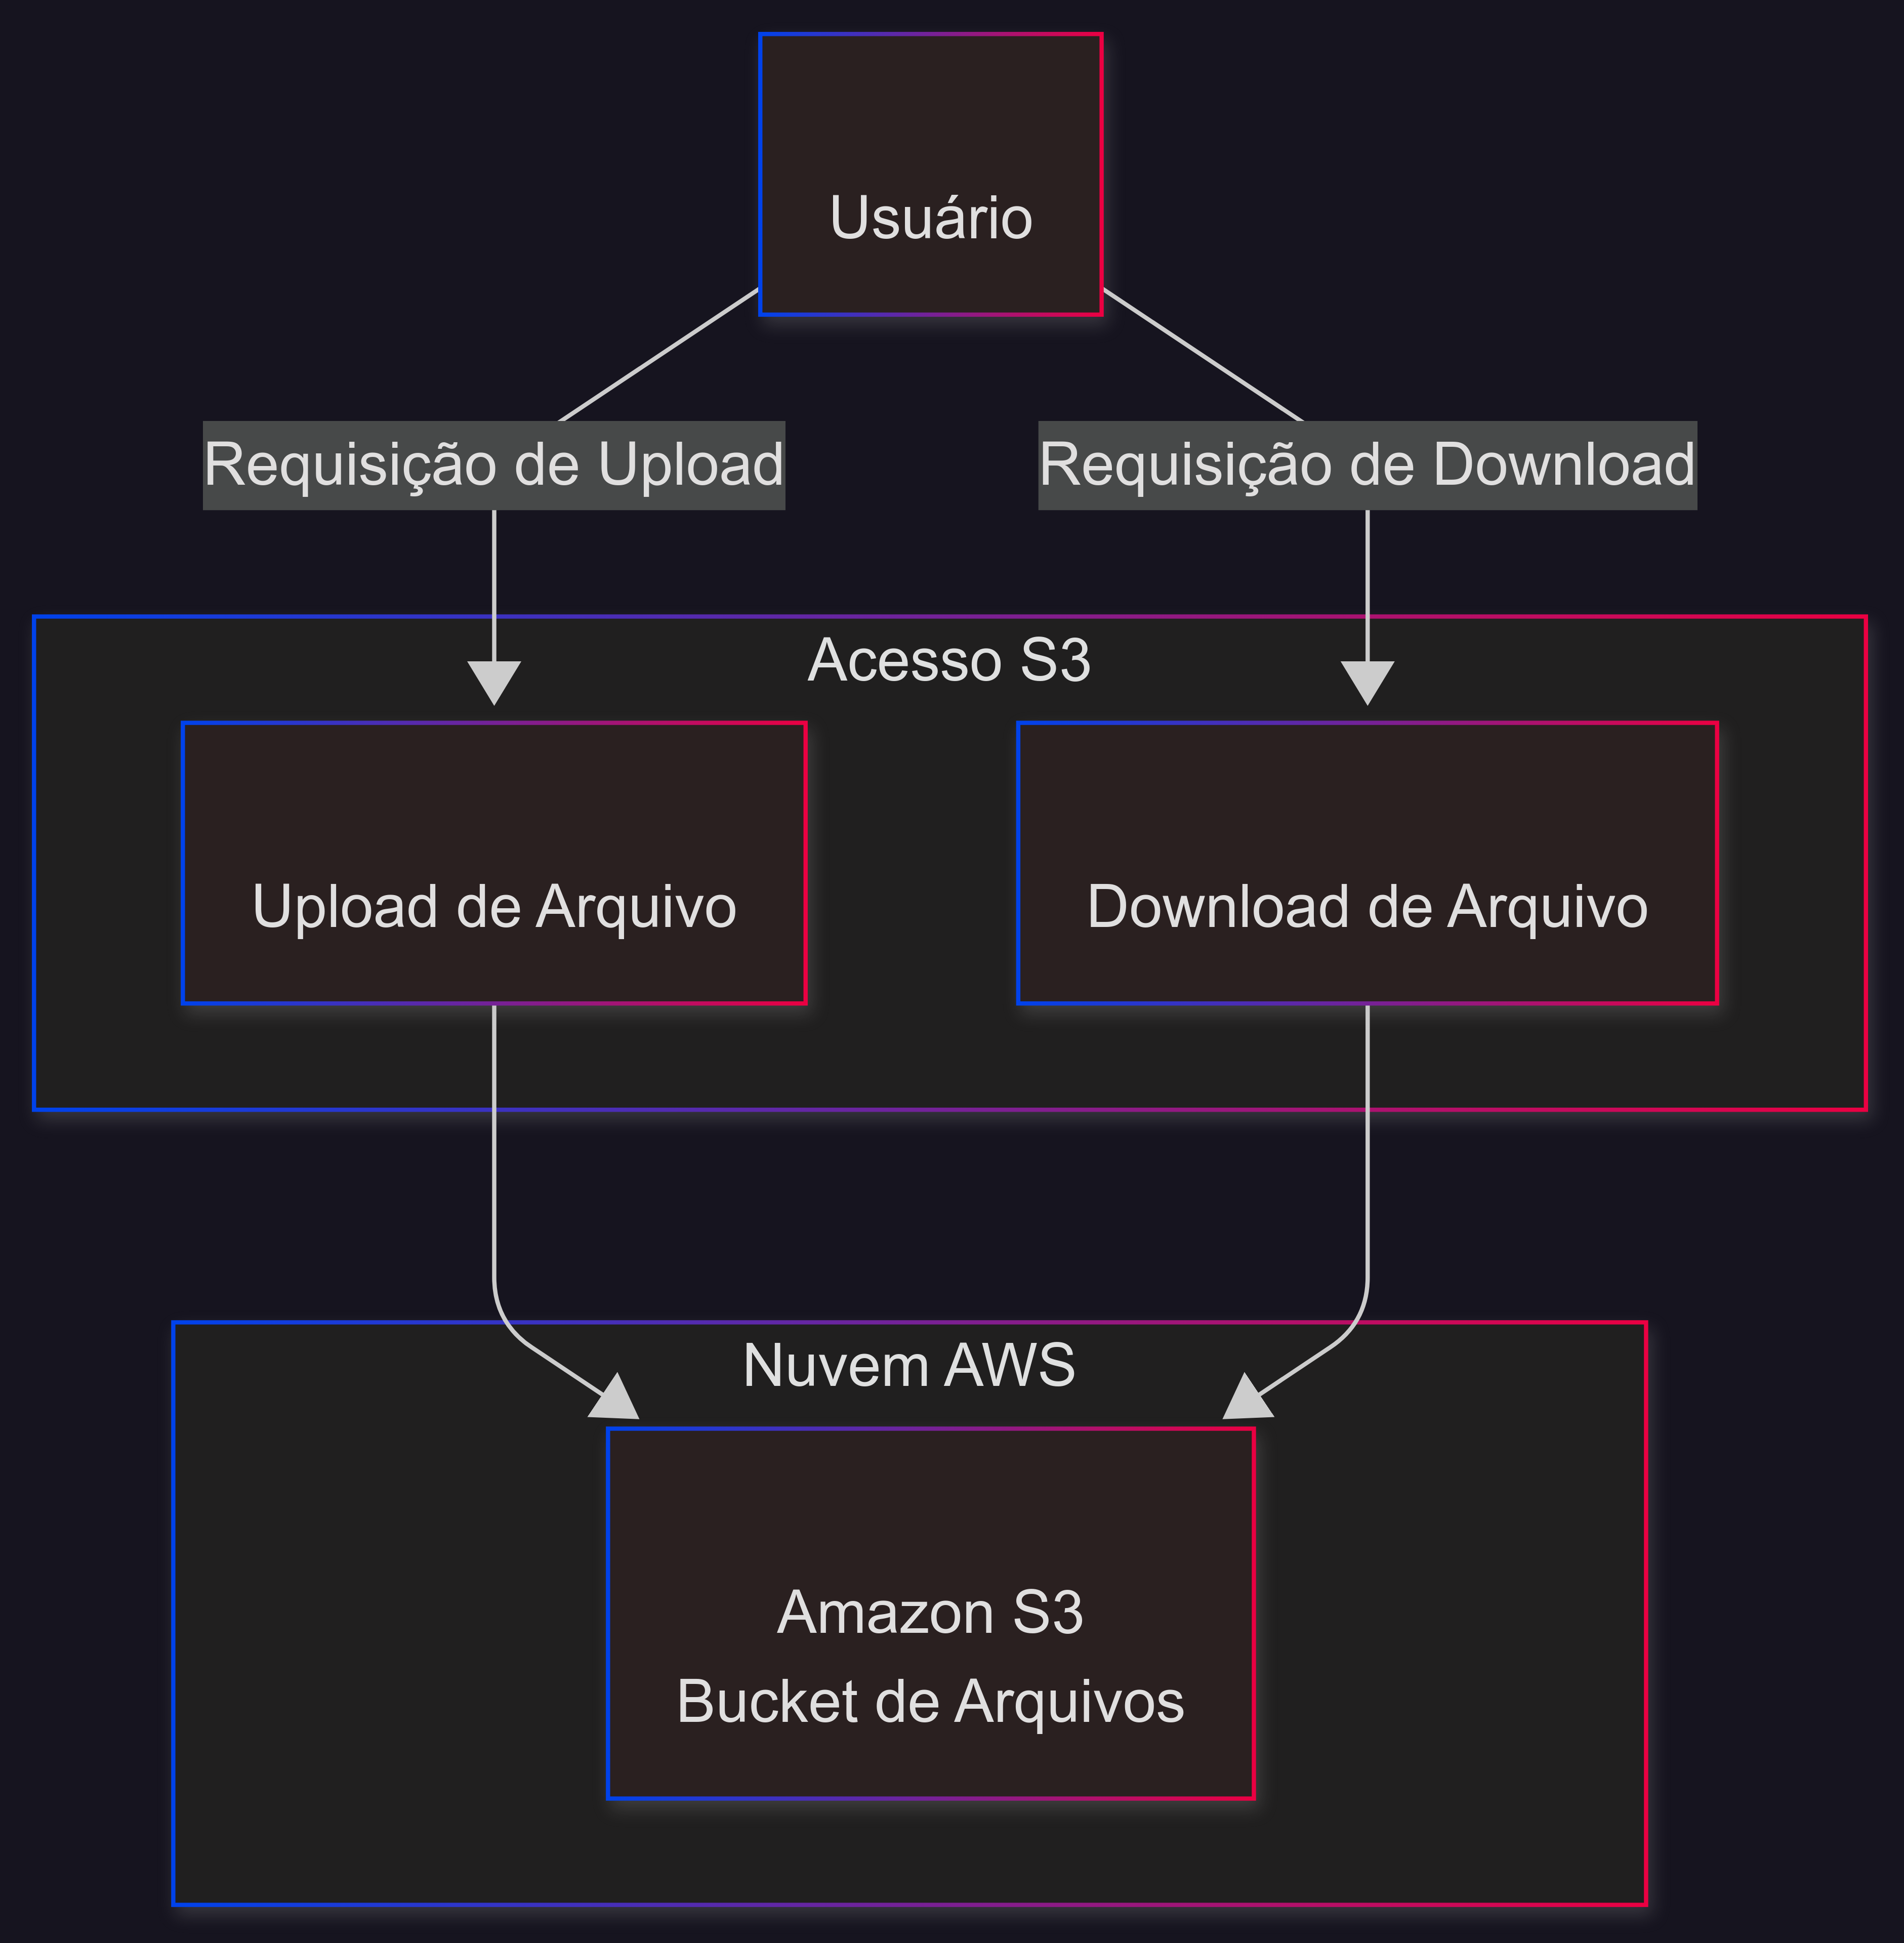 Usuário
Requisição de Upload
Requisição de Download
Acesso S3
Upload de Arquivo
Download de Arquivo
Nuvem AWS
Amazon S3
Bucket de Arquivos